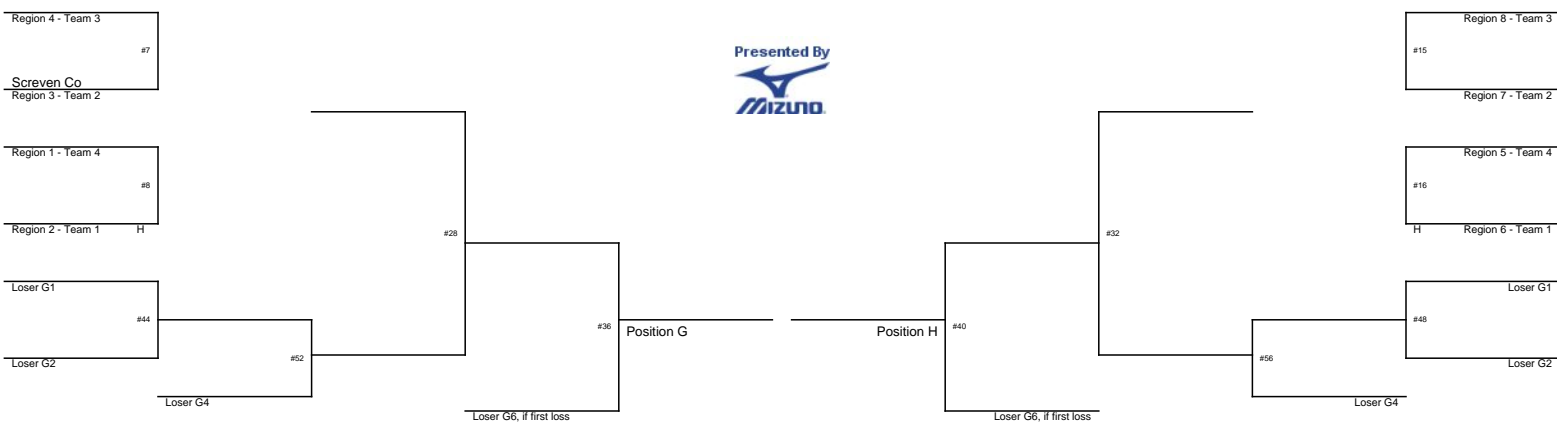 Region 4 - Team 3
#7
Screven Co
Region 3 - Team 2
Region 1 - Team 4
#8
Region 2 - Team 1 H
#28
Loser G1
#44
Loser G2
#52
Loser G4
#36
Position G
Loser G6, if first loss
Presented By
MIZUNO
Region 8 - Team 3
#15
Region 7 - Team 2
Region 5 - Team 4
#16
H Region 6 - Team 1
#32
Loser G1
#48
Loser G2
#56
Loser G4
Position H
#40
Loser G6, if first loss